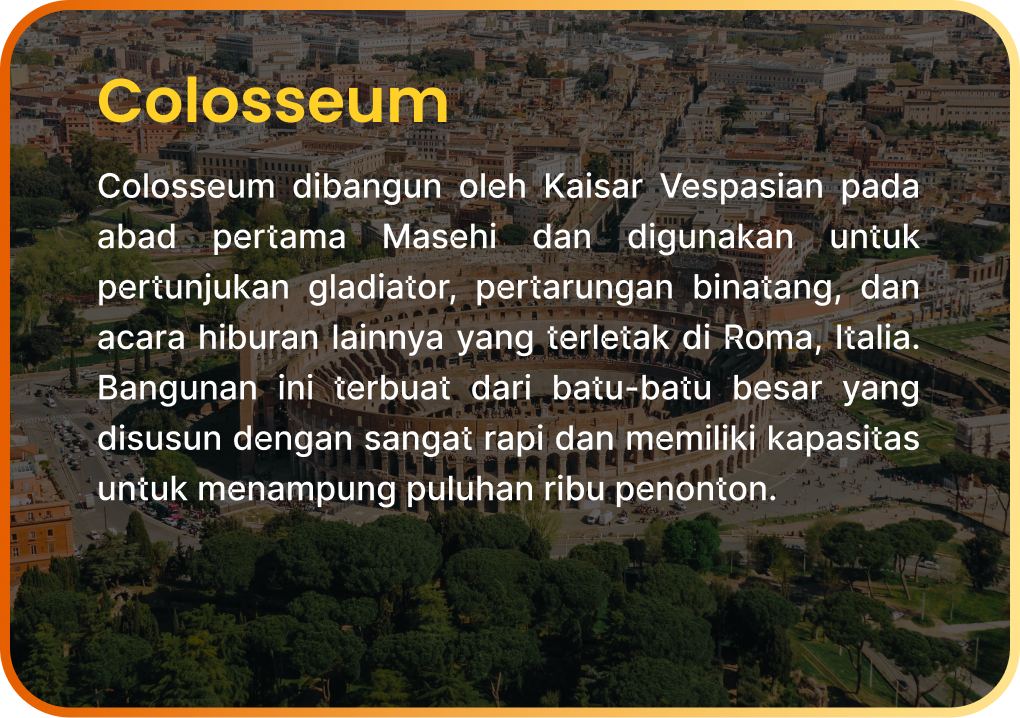 Colosseum
Colosseum dibangun oleh Kaisar Vespasian pada
abad pertama Masehi dan digunakan untuk
pertunjukan gladiator, pertarungan binatang, dan
acara hiburan lainnya yang terletak di Roma, Italia.
Bangunan ini terbuat dari batu-batu besar yang
disusun dengan sangat rapi dan memiliki kapasitas
untuk menampung puluhan ribu penonton.